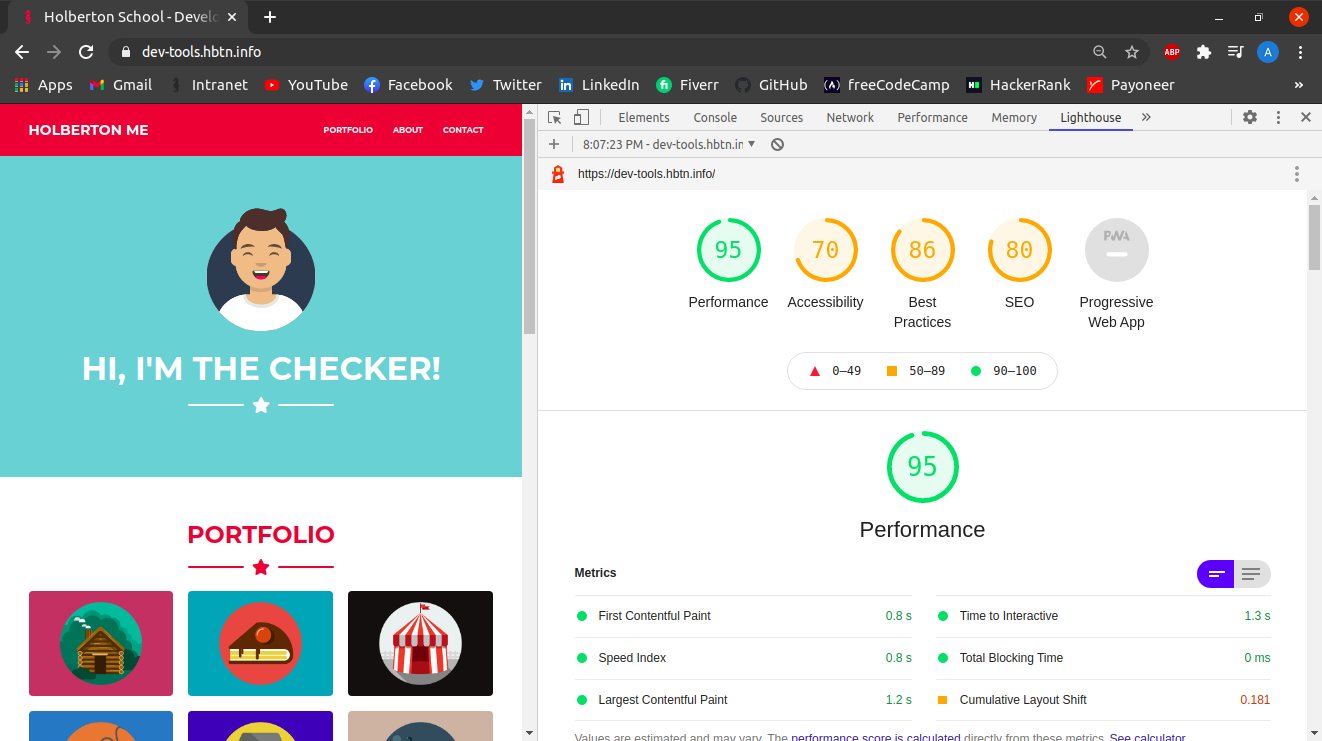 Holberton School - Develo
dev-tools.hbtn.info
ABP
A
Apps Gmail Intranet YouTube Facebook Twitter LinkedIn Fiverr GitHub freeCodeCamp HackerRank Payoneer »
HOLBERTON ME
PORTFOLIO ABOUT CONTACT
HI, I'M THE CHECKER!
PORTFOLIO
Elements Console Sources Network Performance Memory Lighthouse »
8:07:23 PM - dev-tools.hbtn.in
https://dev-tools.hbtn.info/
95 70 86 80 PWA
Performance Accessibility Best SEO Progressive
Practices Web App
0–49 50–89 90–100
95
Performance
Metrics
First Contentful Paint 0.8 s Time to Interactive 1.3 s
Speed Index 0.8 s Total Blocking Time 0 ms
Largest Contentful Paint 1.2 s Cumulative Layout Shift 0.181
Values are estimated and may vary. The performance score is calculated directly from these metrics. See calculator.